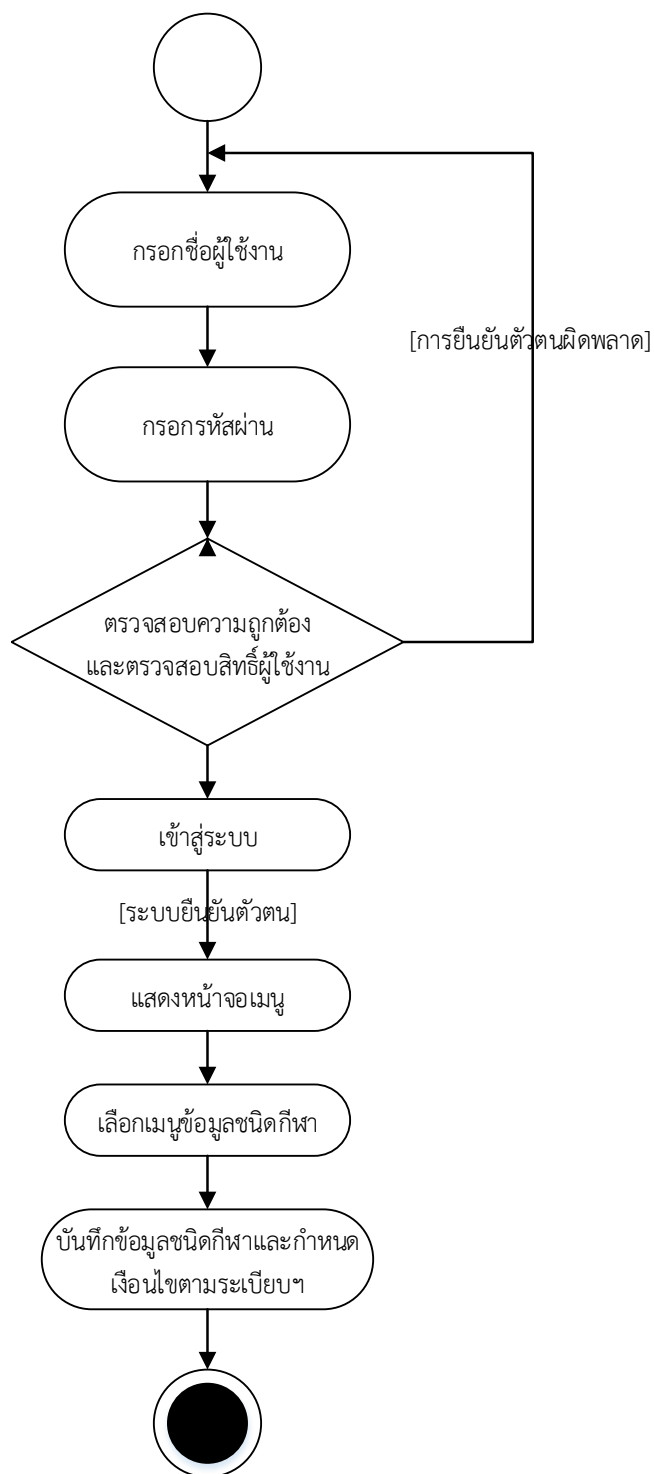 กรอกชื่อผู้ใช้งาน
[การยืนยันตัวตนผิดพลาด]
กรอกรหัสผ่าน
ตรวจสอบความถูกต้อง
และตรวจสอบสิทธิ์ผู้ใช้งาน
เข้าสู่ระบบ
[ระบบยืนยันตัวตน]
แสดงหน้าจอเมนู
เลือกเมนูข้อมูลชนิดกีฬา
บันทึกข้อมูลชนิดกีฬาและกำหนด
เงื่อนไขตามระเบียบฯ